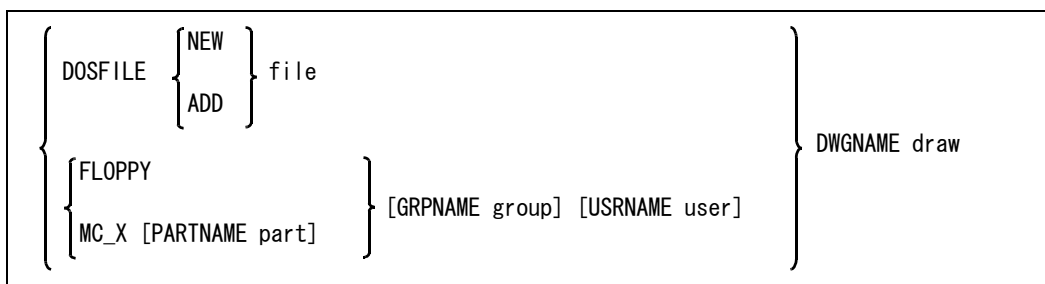 NEW
DOSFILE file
ADD
DWGNAME draw
FLOPPY
[GRPNAME group] [USRNAME user]
MC_X [PARTNAME part]